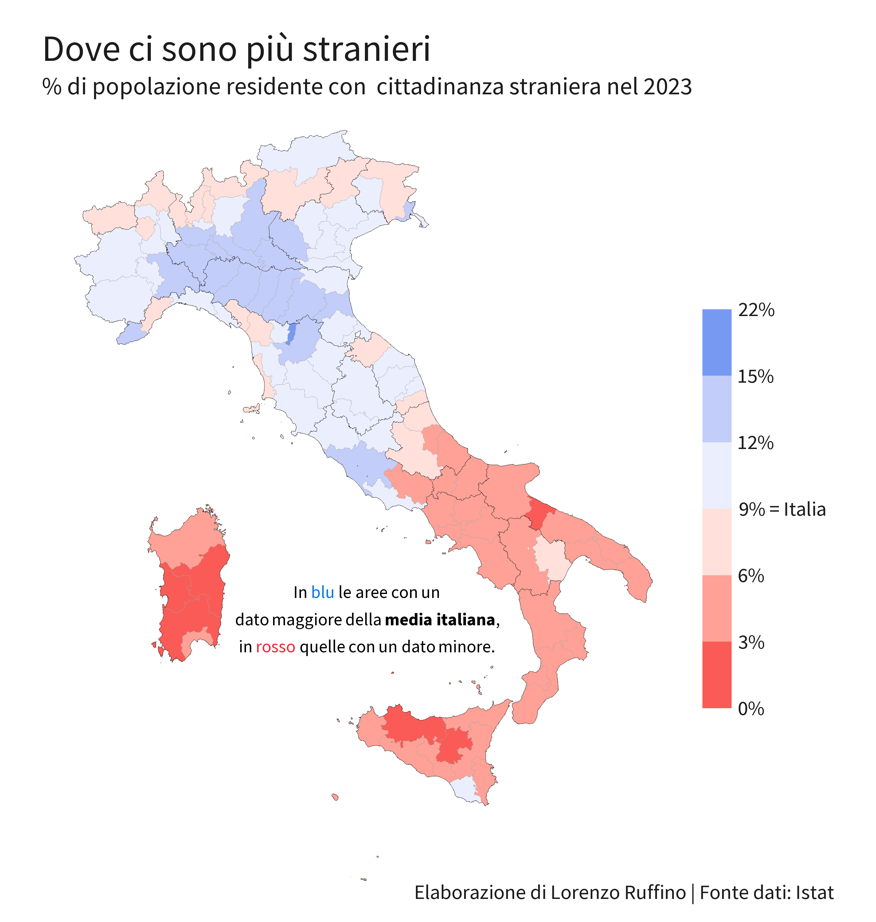 Dove ci sono più stranieri
% di popolazione residente con cittadinanza straniera nel 2023
22%
15%
12%
9% = Italia
6%
3%
0%
In blu le aree con un
dato maggiore della media italiana,
in rosso quelle con un dato minore.
Elaborazione di Lorenzo Ruffino | Fonte dati: Istat